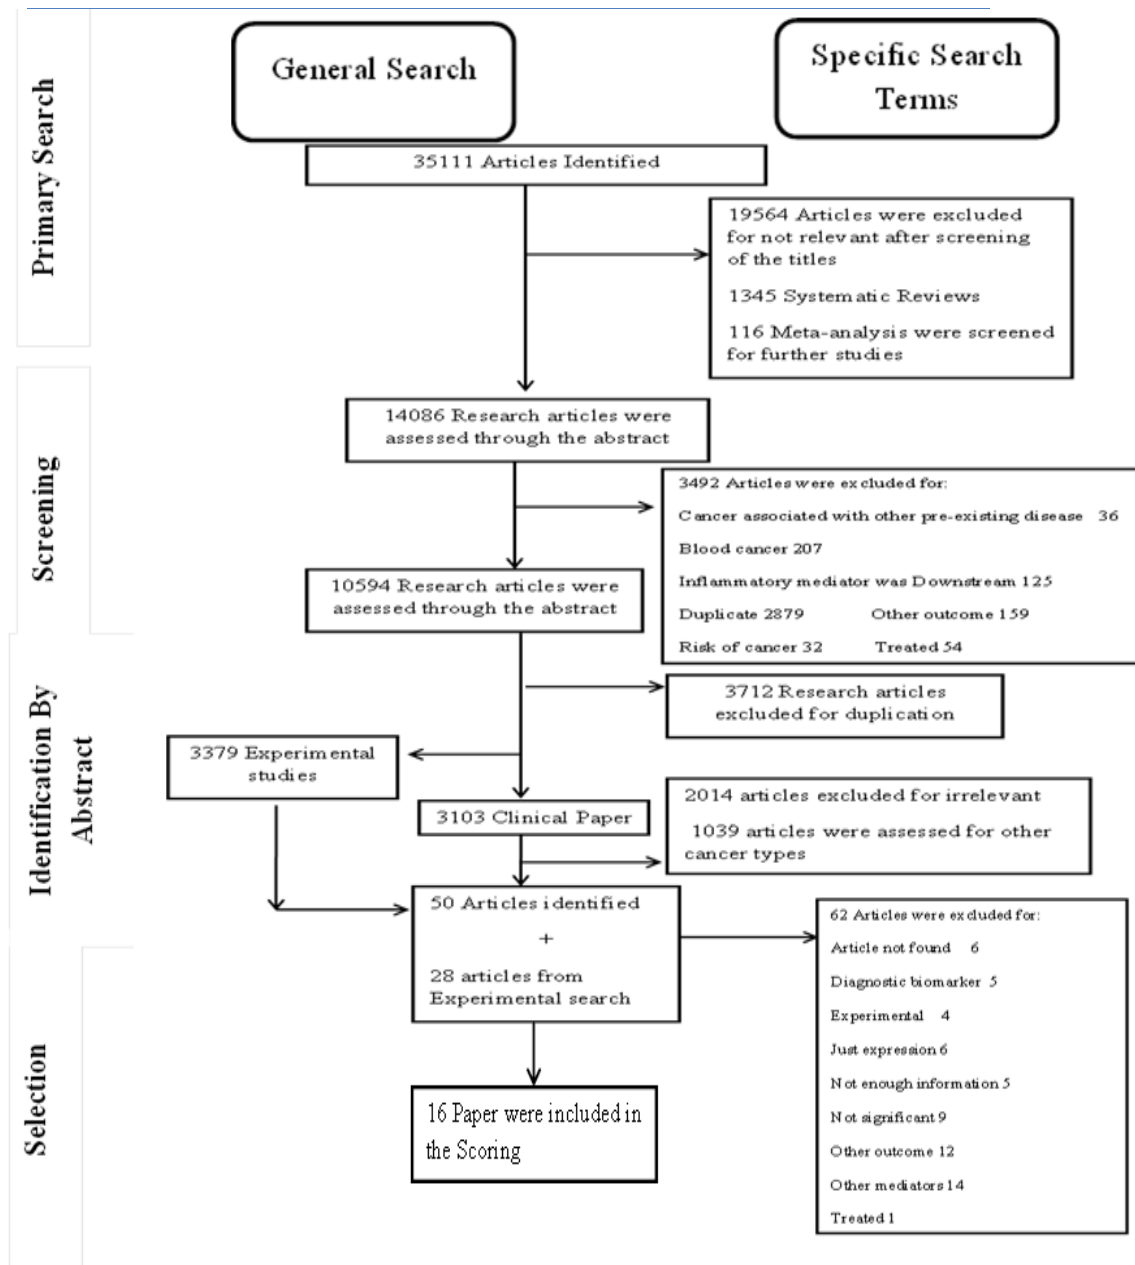 General Search
Specific Search
Terms
Primary Search
35111 Articles Identified
19564 Articles were excluded
for not relevant after screening
of the titles
1345 Systematic Reviews
116 Meta-analysis were screened
for further studies
14086 Research articles were
assessed through the abstract
Screening
3492 Articles were excluded for:
Cancer associated with other pre-existing disease 36
Blood cancer 207
Inflammatory mediator was Downstream 125
Duplicate 2879 Other outcome 159
Risk of cancer 32 Treated 54
10594 Research articles were
assessed through the abstract
Identification By
Abstract
3712 Research articles
excluded for duplication
3379 Experimental
studies
3103 Clinical Paper
2014 articles excluded for irrelevant
1039 articles were assessed for other
cancer types
50 Articles identified
+
28 articles from
Experimental search
62 Articles were excluded for:
Article not found 6
Diagnostic biomarker 5
Experimental 4
Just expression 6
Not enough information 5
Not significant 9
Other outcome 12
Other mediators 14
Treated 1
Selection
16 Paper were included in
the Scoring